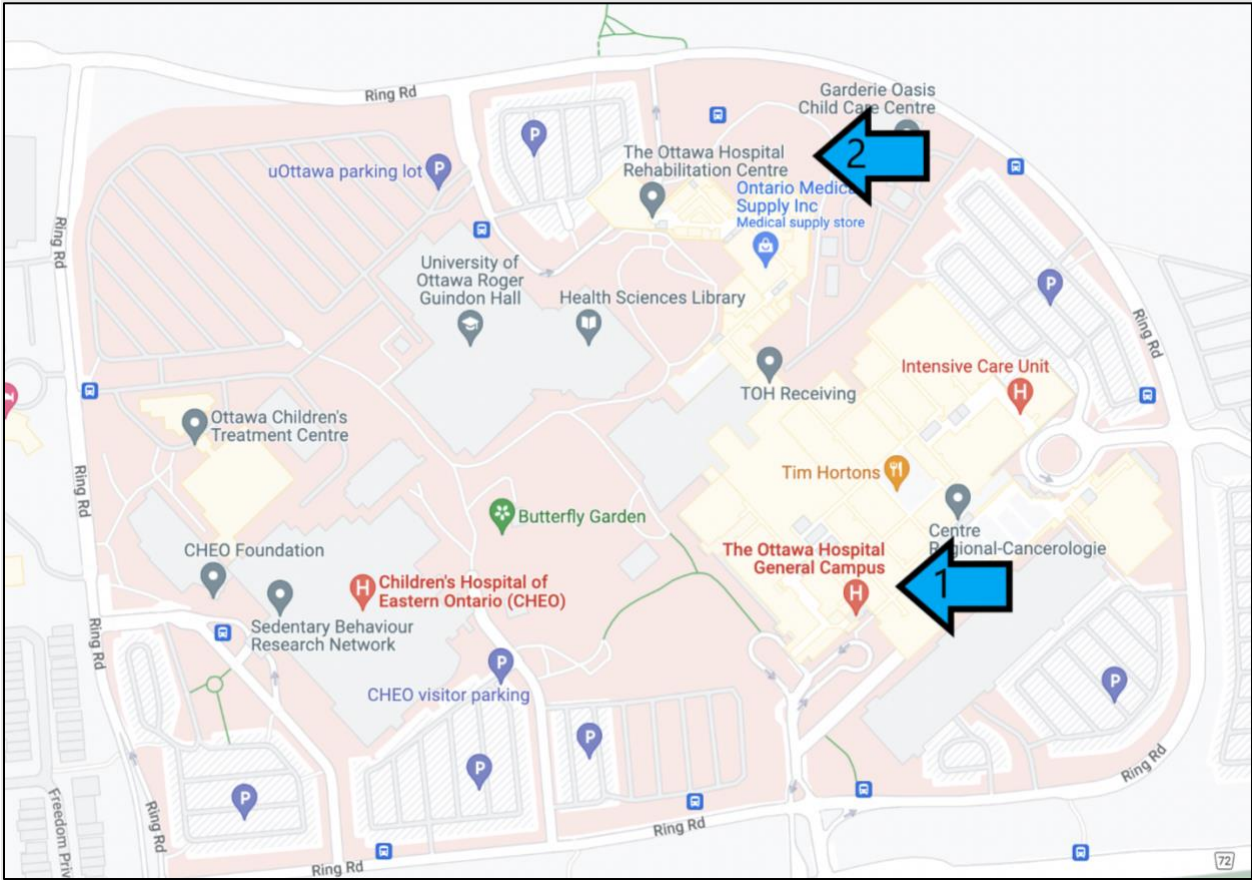 Ring Rd
Garderie Oasis
Child Care Centre
P
uOttawa parking lot
P
The Ottawa Hospital
Rehabilitation Centre
2
Ontario Medica
Supply Inc
Medical supply store
Ring Rd
University of
Ottawa Roger
Guindon Hall
Health Sciences Library
P
Ring Rd
Intensive Care Unit
H
TOH Receiving
Ottawa Children's
Treatment Centre
Tim Hortons
Ring Rd
Butterfly Garden
Centre
Regional-Cancerologie
CHEO Foundation
The Ottawa Hospital
General Campus
H
1
H
Children's Hospital of
Eastern Ontario (CHEO)
Sedentary Behaviour
Research Network
Ring Rd
P
CHEO visitor parking
P
P
P
P
Ring Rd
Freedom Priv
Ring Rd
Ring Rd
Ring Rd
72